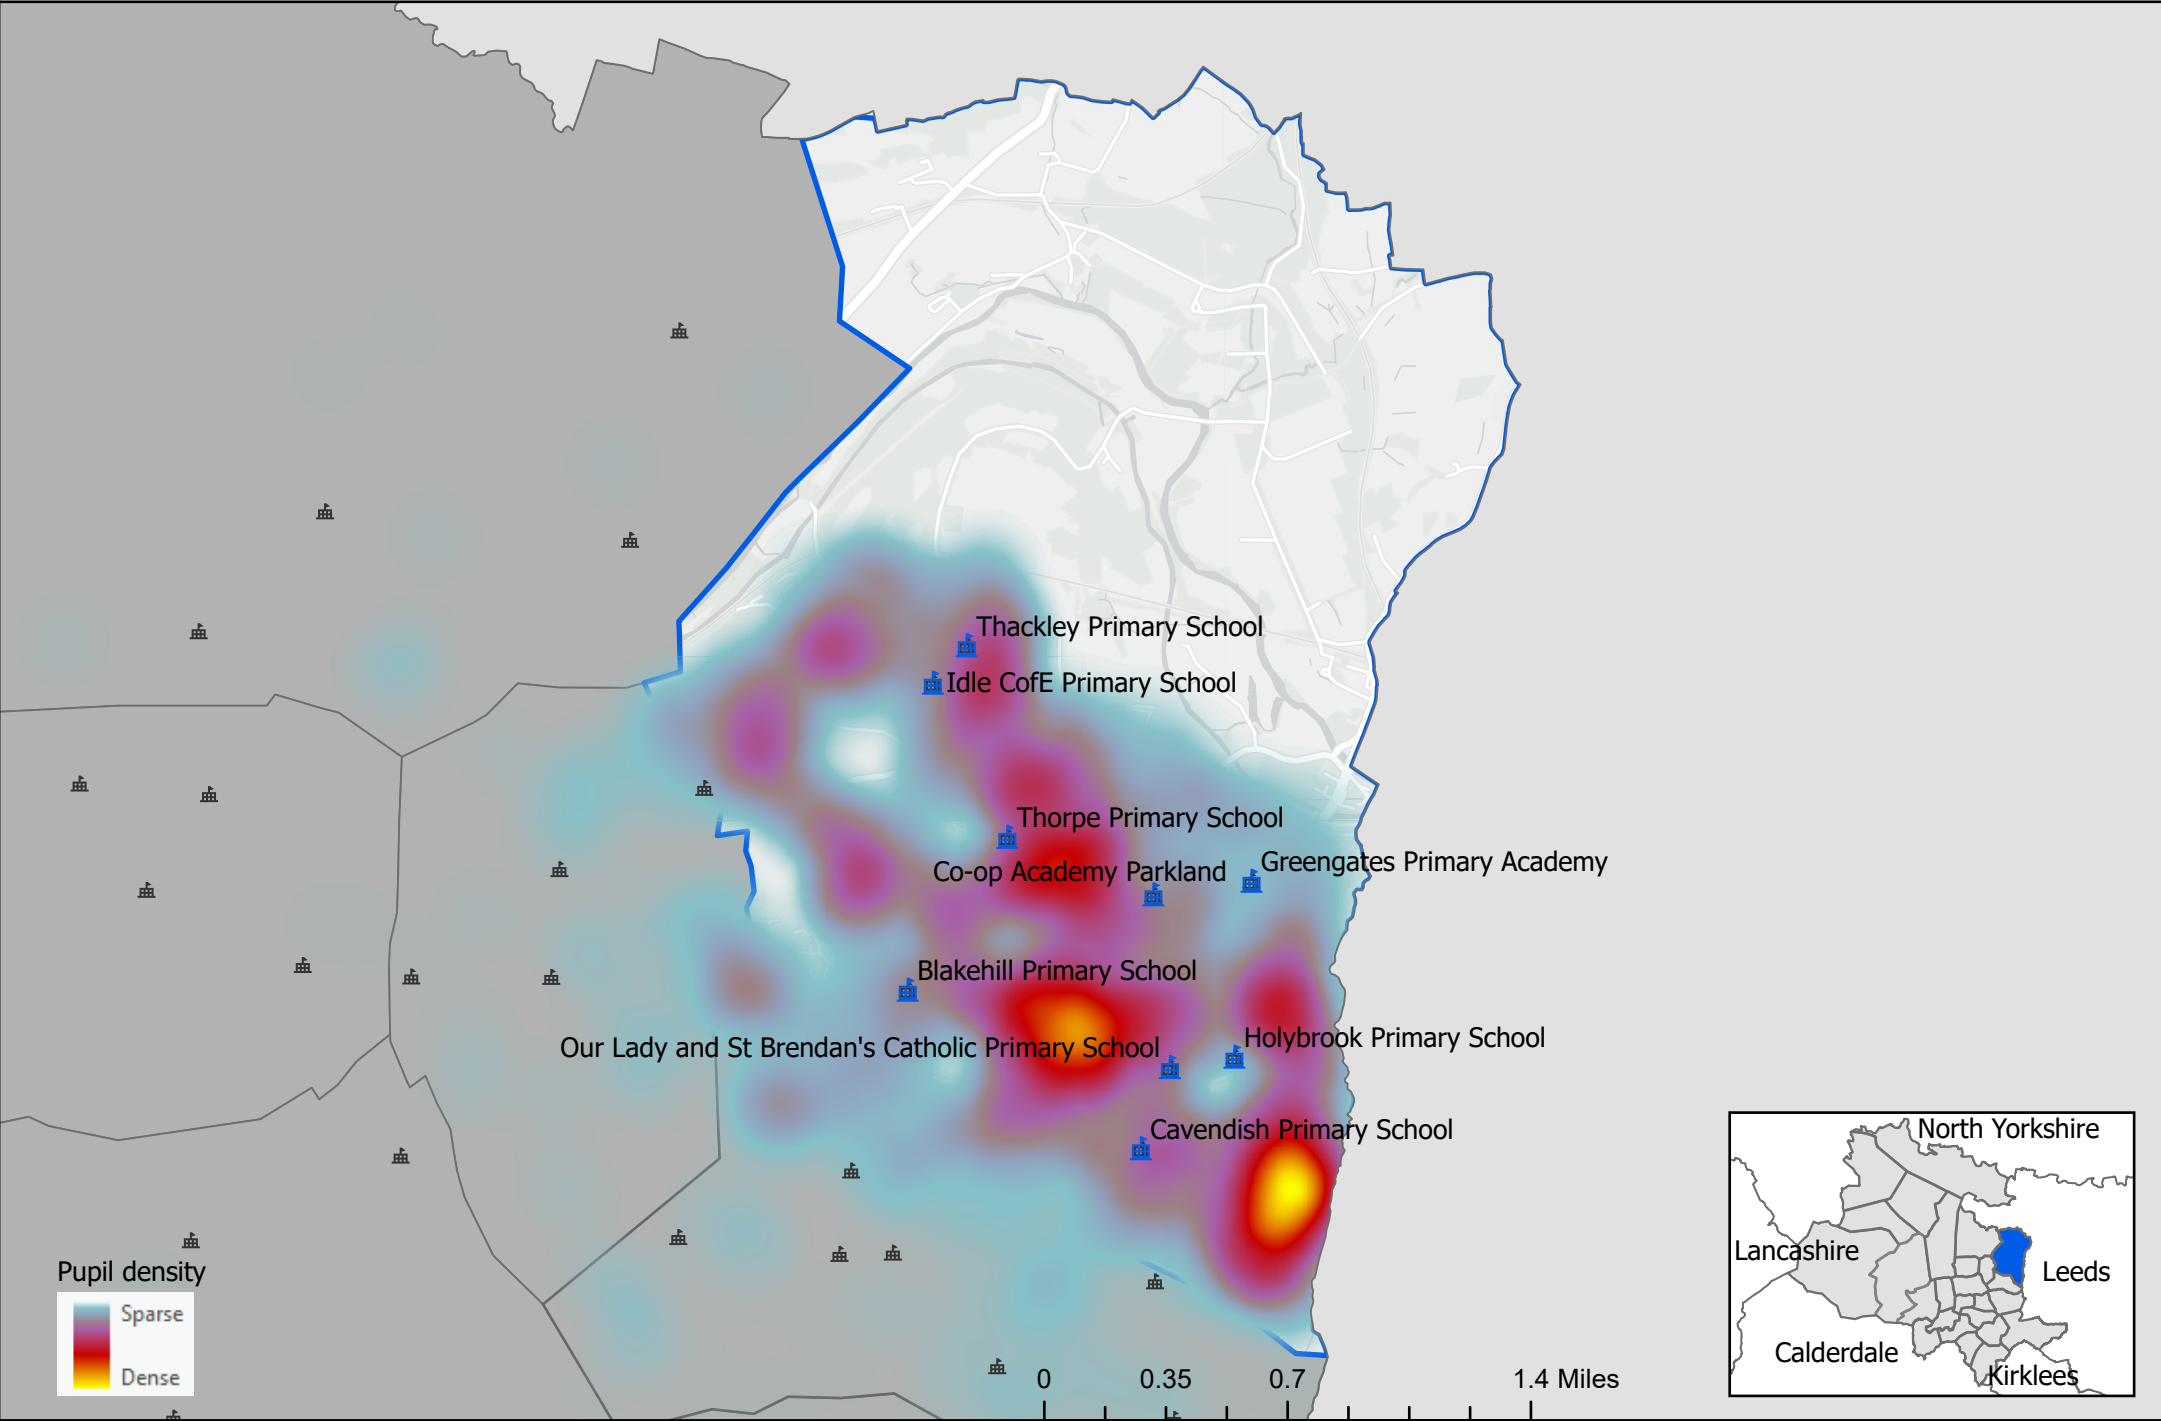 Thackley Primary School
Idle CofE Primary School
Thorpe Primary School
Co-op Academy Parkland
Greengates Primary Academy
Blakehill Primary School
Our Lady and St Brendan's Catholic Primary School
Holybrook Primary School
Cavendish Primary School
Pupil density
Sparse
Dense
0 0.35 0.7 1.4 Miles
North Yorkshire
Lancashire
Leeds
Calderdale
Kirklees